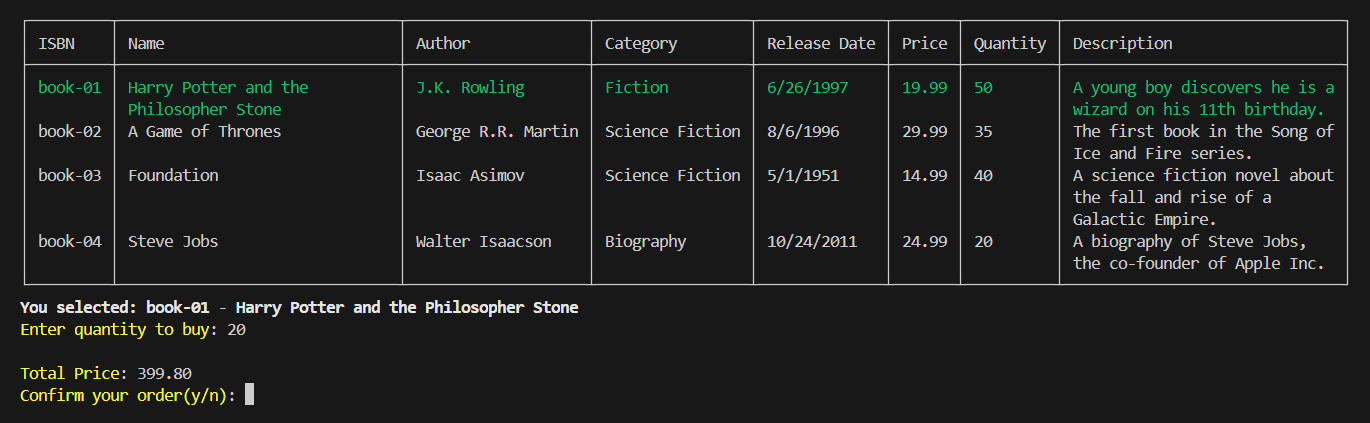 ISBN Name Author Category Release Date Price Quantity Description
book-01 Harry Potter and the J.K. Rowling Fiction 6/26/1997 19.99 50 A young boy discovers he is a
Philosopher Stone wizard on his 11th birthday.
book-02 A Game of Thrones George R.R. Martin Science Fiction 8/6/1996 29.99 35 The first book in the Song of
Ice and Fire series.
book-03 Foundation Isaac Asimov Science Fiction 5/1/1951 14.99 40 A science fiction novel about
the fall and rise of a
Galactic Empire.
book-04 Steve Jobs Walter Isaacson Biography 10/24/2011 24.99 20 A biography of Steve Jobs,
the co-founder of Apple Inc.
You selected: book-01 - Harry Potter and the Philosopher Stone
Enter quantity to buy: 20
Total Price: 399.80
Confirm your order(y/n):